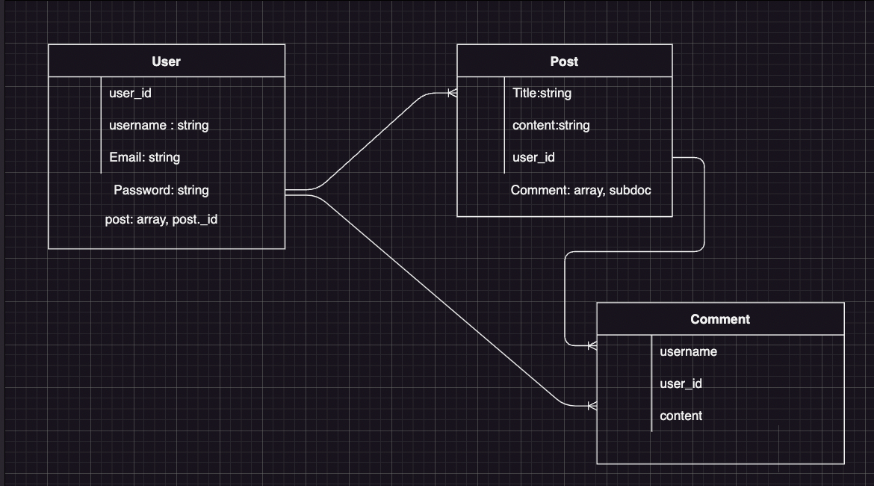 User
user_id
username : string
Email: string
Password: string
post: array, post._id
Post
Title:string
content:string
user_id
Comment: array, subdoc
Comment
username
user_id
content